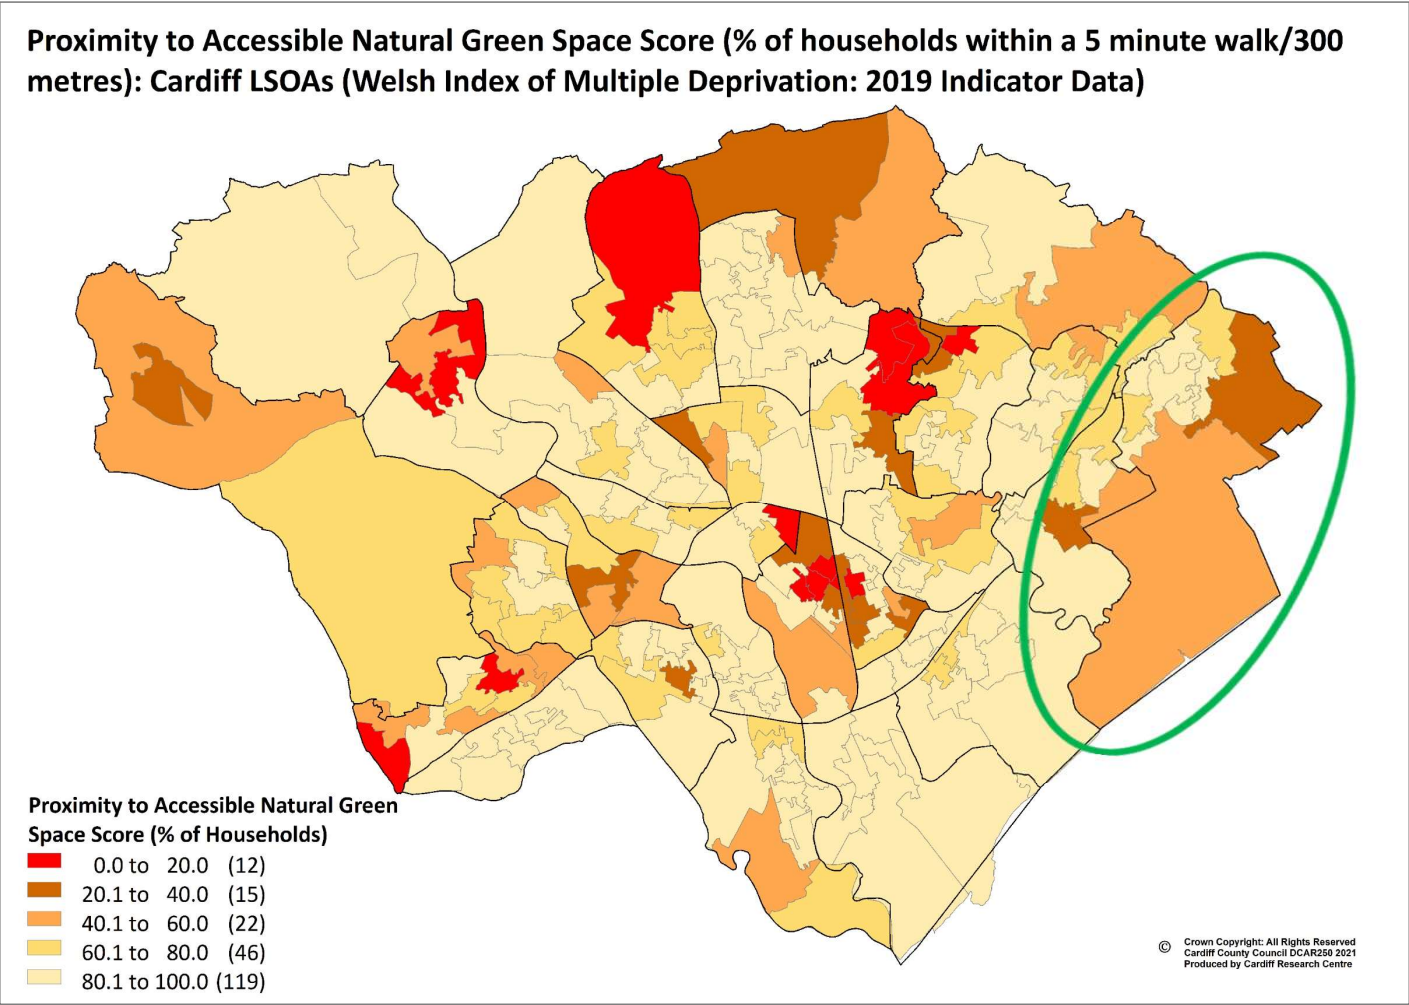 Proximity to Accessible Natural Green Space Score (% of households within a 5 minute walk/300
metres): Cardiff LSOAs (Welsh Index of Multiple Deprivation: 2019 Indicator Data)
Proximity to Accessible Natural Green
Space Score (% of Households)
0.0 to 20.0 (12)
20.1 to 40.0 (15)
40.1 to 60.0 (22)
60.1 to 80.0 (46)
80.1 to 100.0 (119)
© Crown Copyright: All Rights Reserved
Cardiff County Council DCAR250 2021
Produced by Cardiff Research Centre